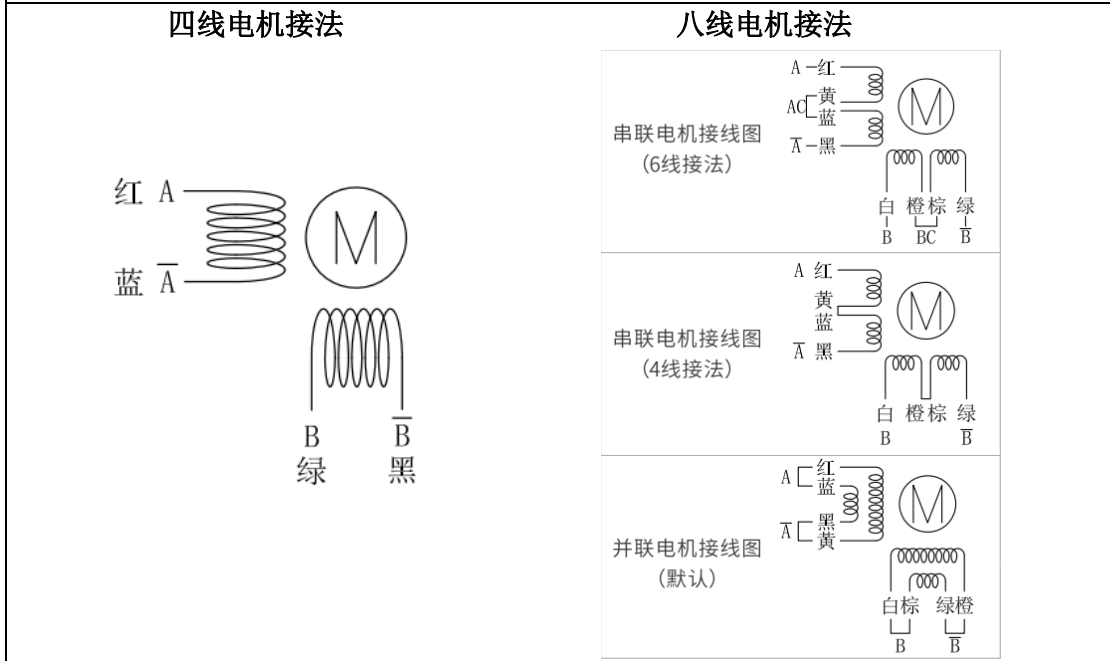 四线电机接法
红 A
蓝 A̅
M
B B̅
绿 黑
八线电机接法
串联电机接线图
(6线接法)
A 红
AC 黄
蓝
A̅ 黑
M
白 橙 棕 绿
B BC B̅
串联电机接线图
(4线接法)
A 红
黄
蓝
A̅ 黑
M
白 橙 棕 绿
B B̅
并联电机接线图
(默认)
A 红
蓝
A̅ 黑
黄
M
白棕 绿橙
B B̅